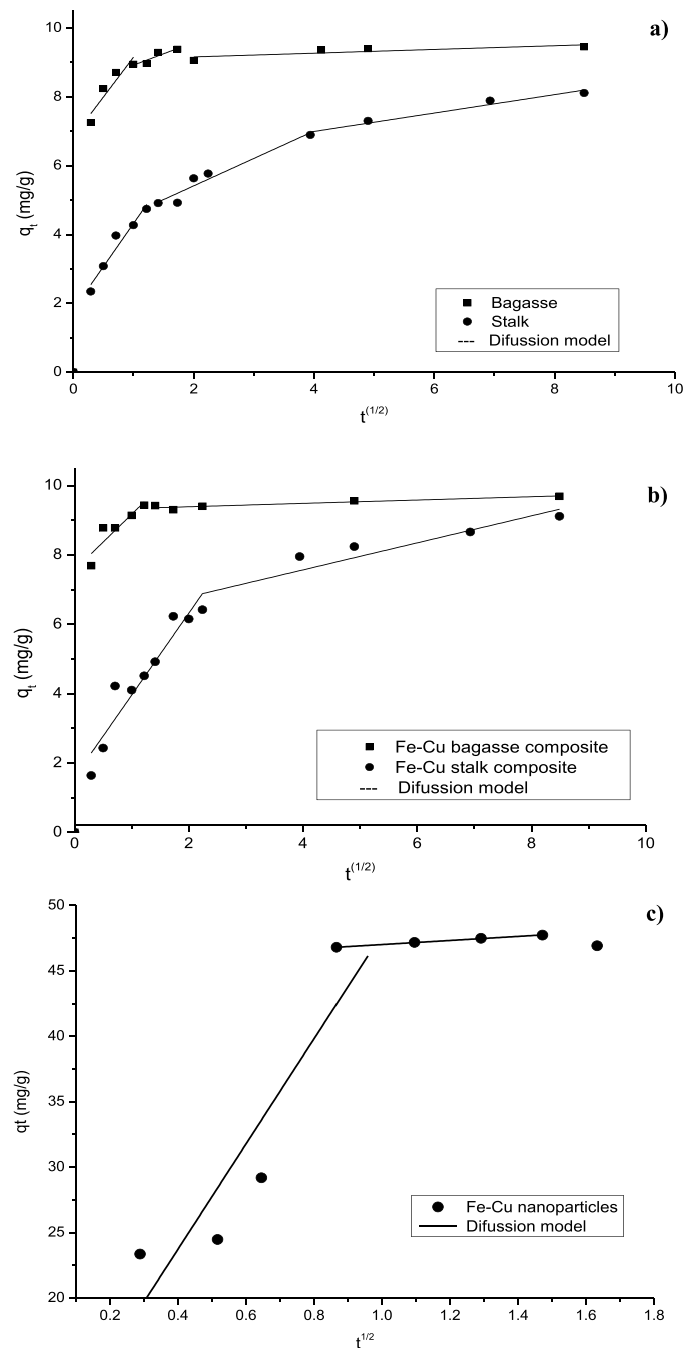 a)
10
8
6
4
2
0
q_t (mg/g)
Bagasse
Stalk
--- Difussion model
0 2 4 6 8 10
t^(1/2)
b)
10
8
6
4
2
0
q_t (mg/g)
Fe-Cu bagasse composite
Fe-Cu stalk composite
--- Difussion model
0 2 4 6 8 10
t^(1/2)
c)
50
45
40
35
30
25
20
qt (mg/g)
Fe-Cu nanoparticles
Difussion model
0.2 0.4 0.6 0.8 1.0 1.2 1.4 1.6 1.8
t^1/2